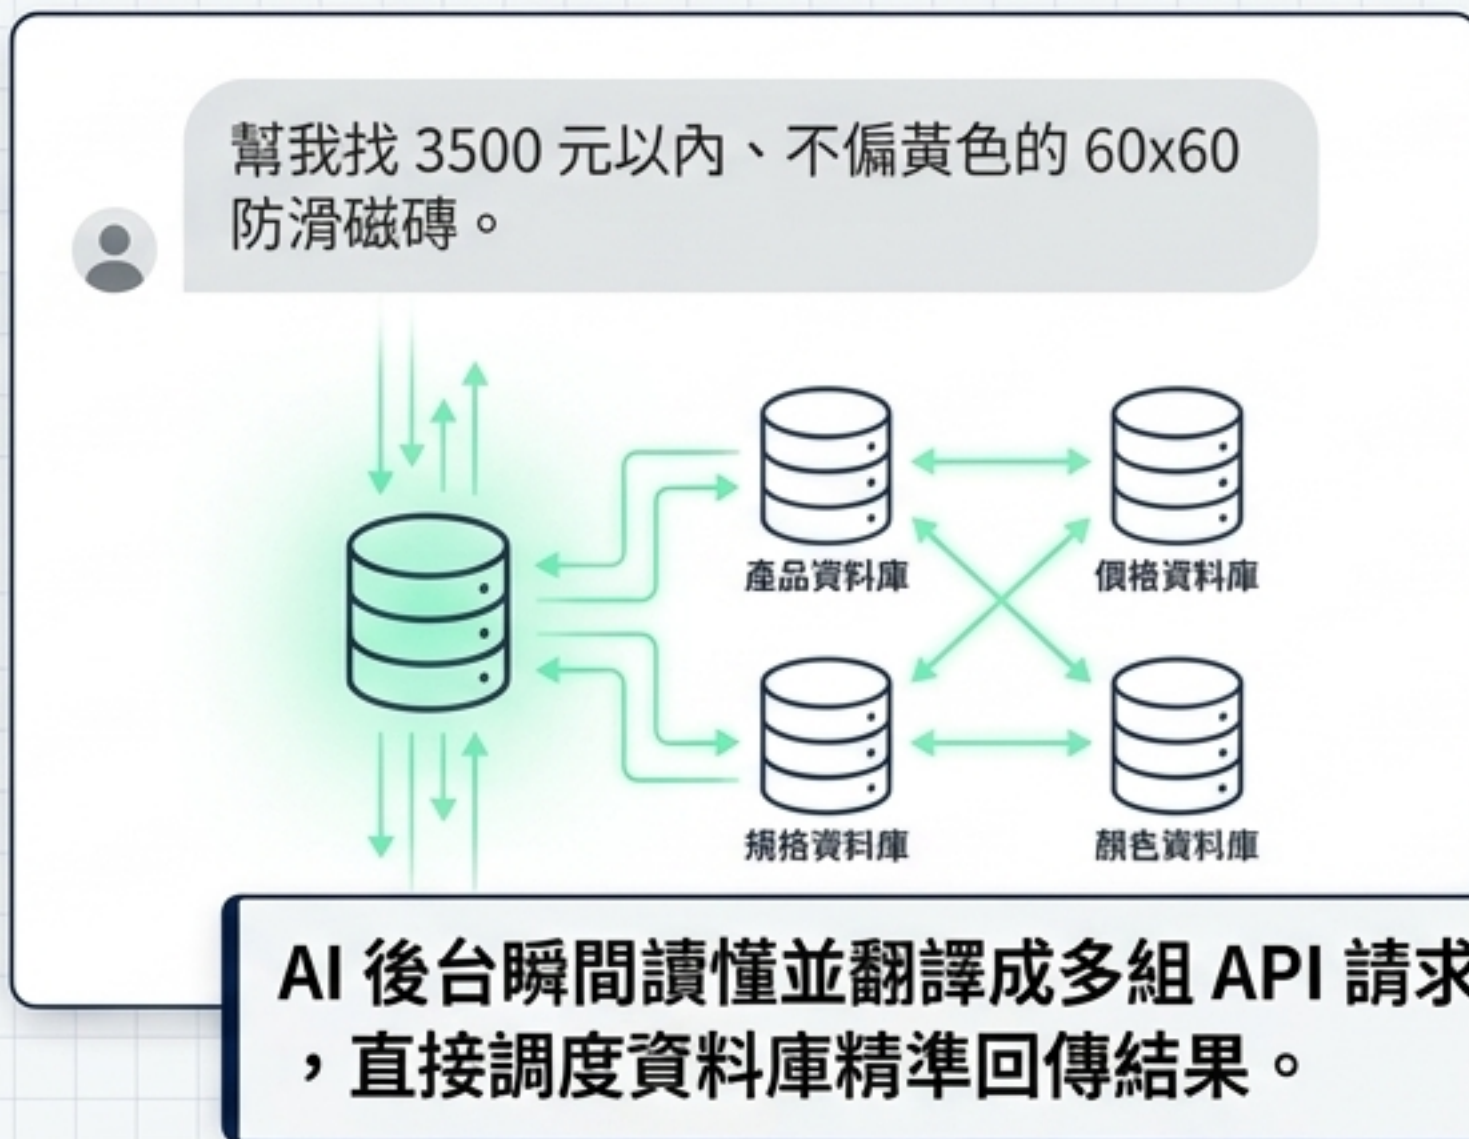 幫我找 3500 元以內、不偏黃色的 60x60
防滑磁磚。
產品資料庫
價格資料庫
規格資料庫
顏色資料庫
AI 後台瞬間讀懂並翻譯成多組 API 請求
，直接調度資料庫精準回傳結果。